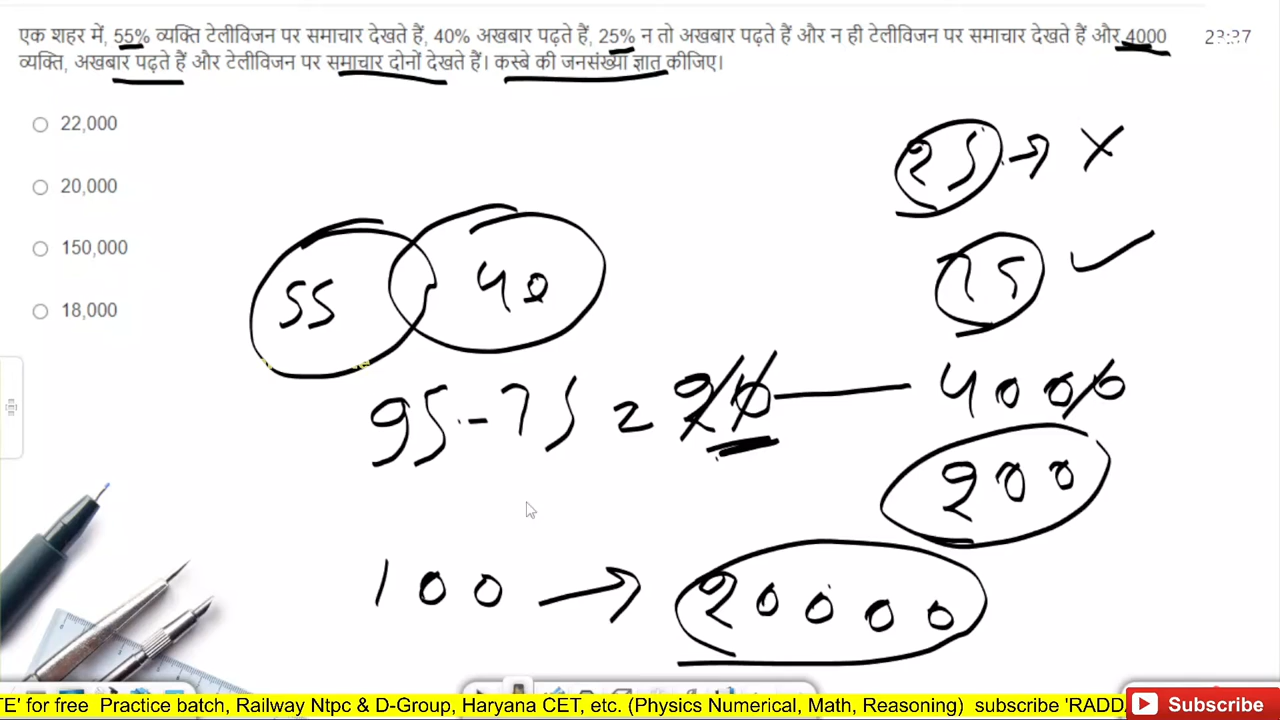 एक शहर में, 55% व्यक्ति टेलीविजन पर समाचार देखते हैं, 40% अखबार पढ़ते हैं, 25% न तो अखबार पढ़ते हैं और न ही टेलीविजन पर समाचार देखते हैं और 4000
व्यक्ति, अखबार पढ़ते हैं और टेलीविजन पर समाचार दोनों देखते हैं। कस्बे की जनसंख्या ज्ञात कीजिए।
22,000
20,000
150,000
18,000
25 → ×
75 ✓
55 40
95 - 75 = 20 — 4000
200
100 → 20000
TE' for free Practice batch, Railway Ntpc & D-Group, Haryana CET, etc. (Physics Numerical, Math, Reasoning) subscribe 'RADD
Subscribe